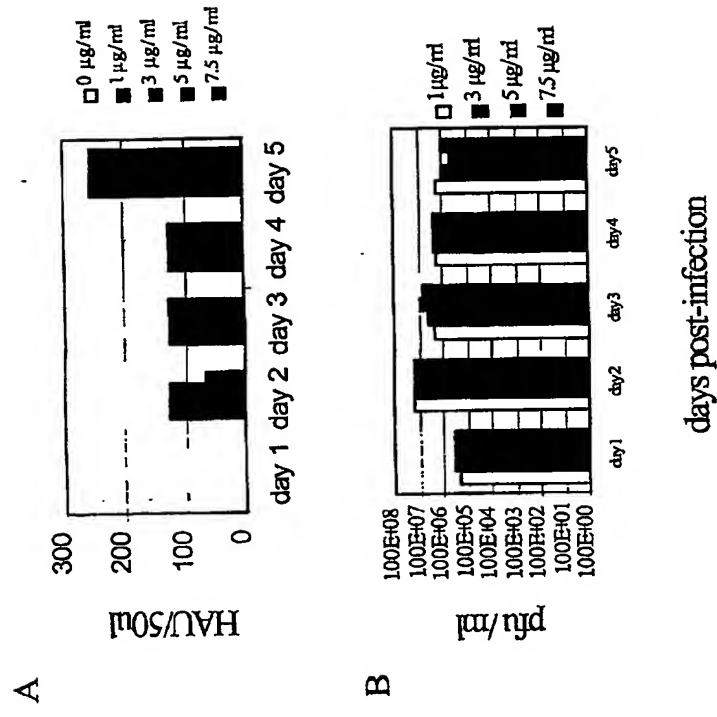 A
HAU/50ul
300
200
100
0
day 1 day 2 day 3 day 4 day 5
0 µg/ml
1 µg/ml
3 µg/ml
5 µg/ml
7.5 µg/ml
B
pfu/ml
100E+08
100E+07
100E+06
100E+05
100E+04
100E+03
100E+02
100E+01
100E+00
day1 day2 day3 day4 day5
1 µg/ml
3 µg/ml
5 µg/ml
7.5 µg/ml
days post-infection